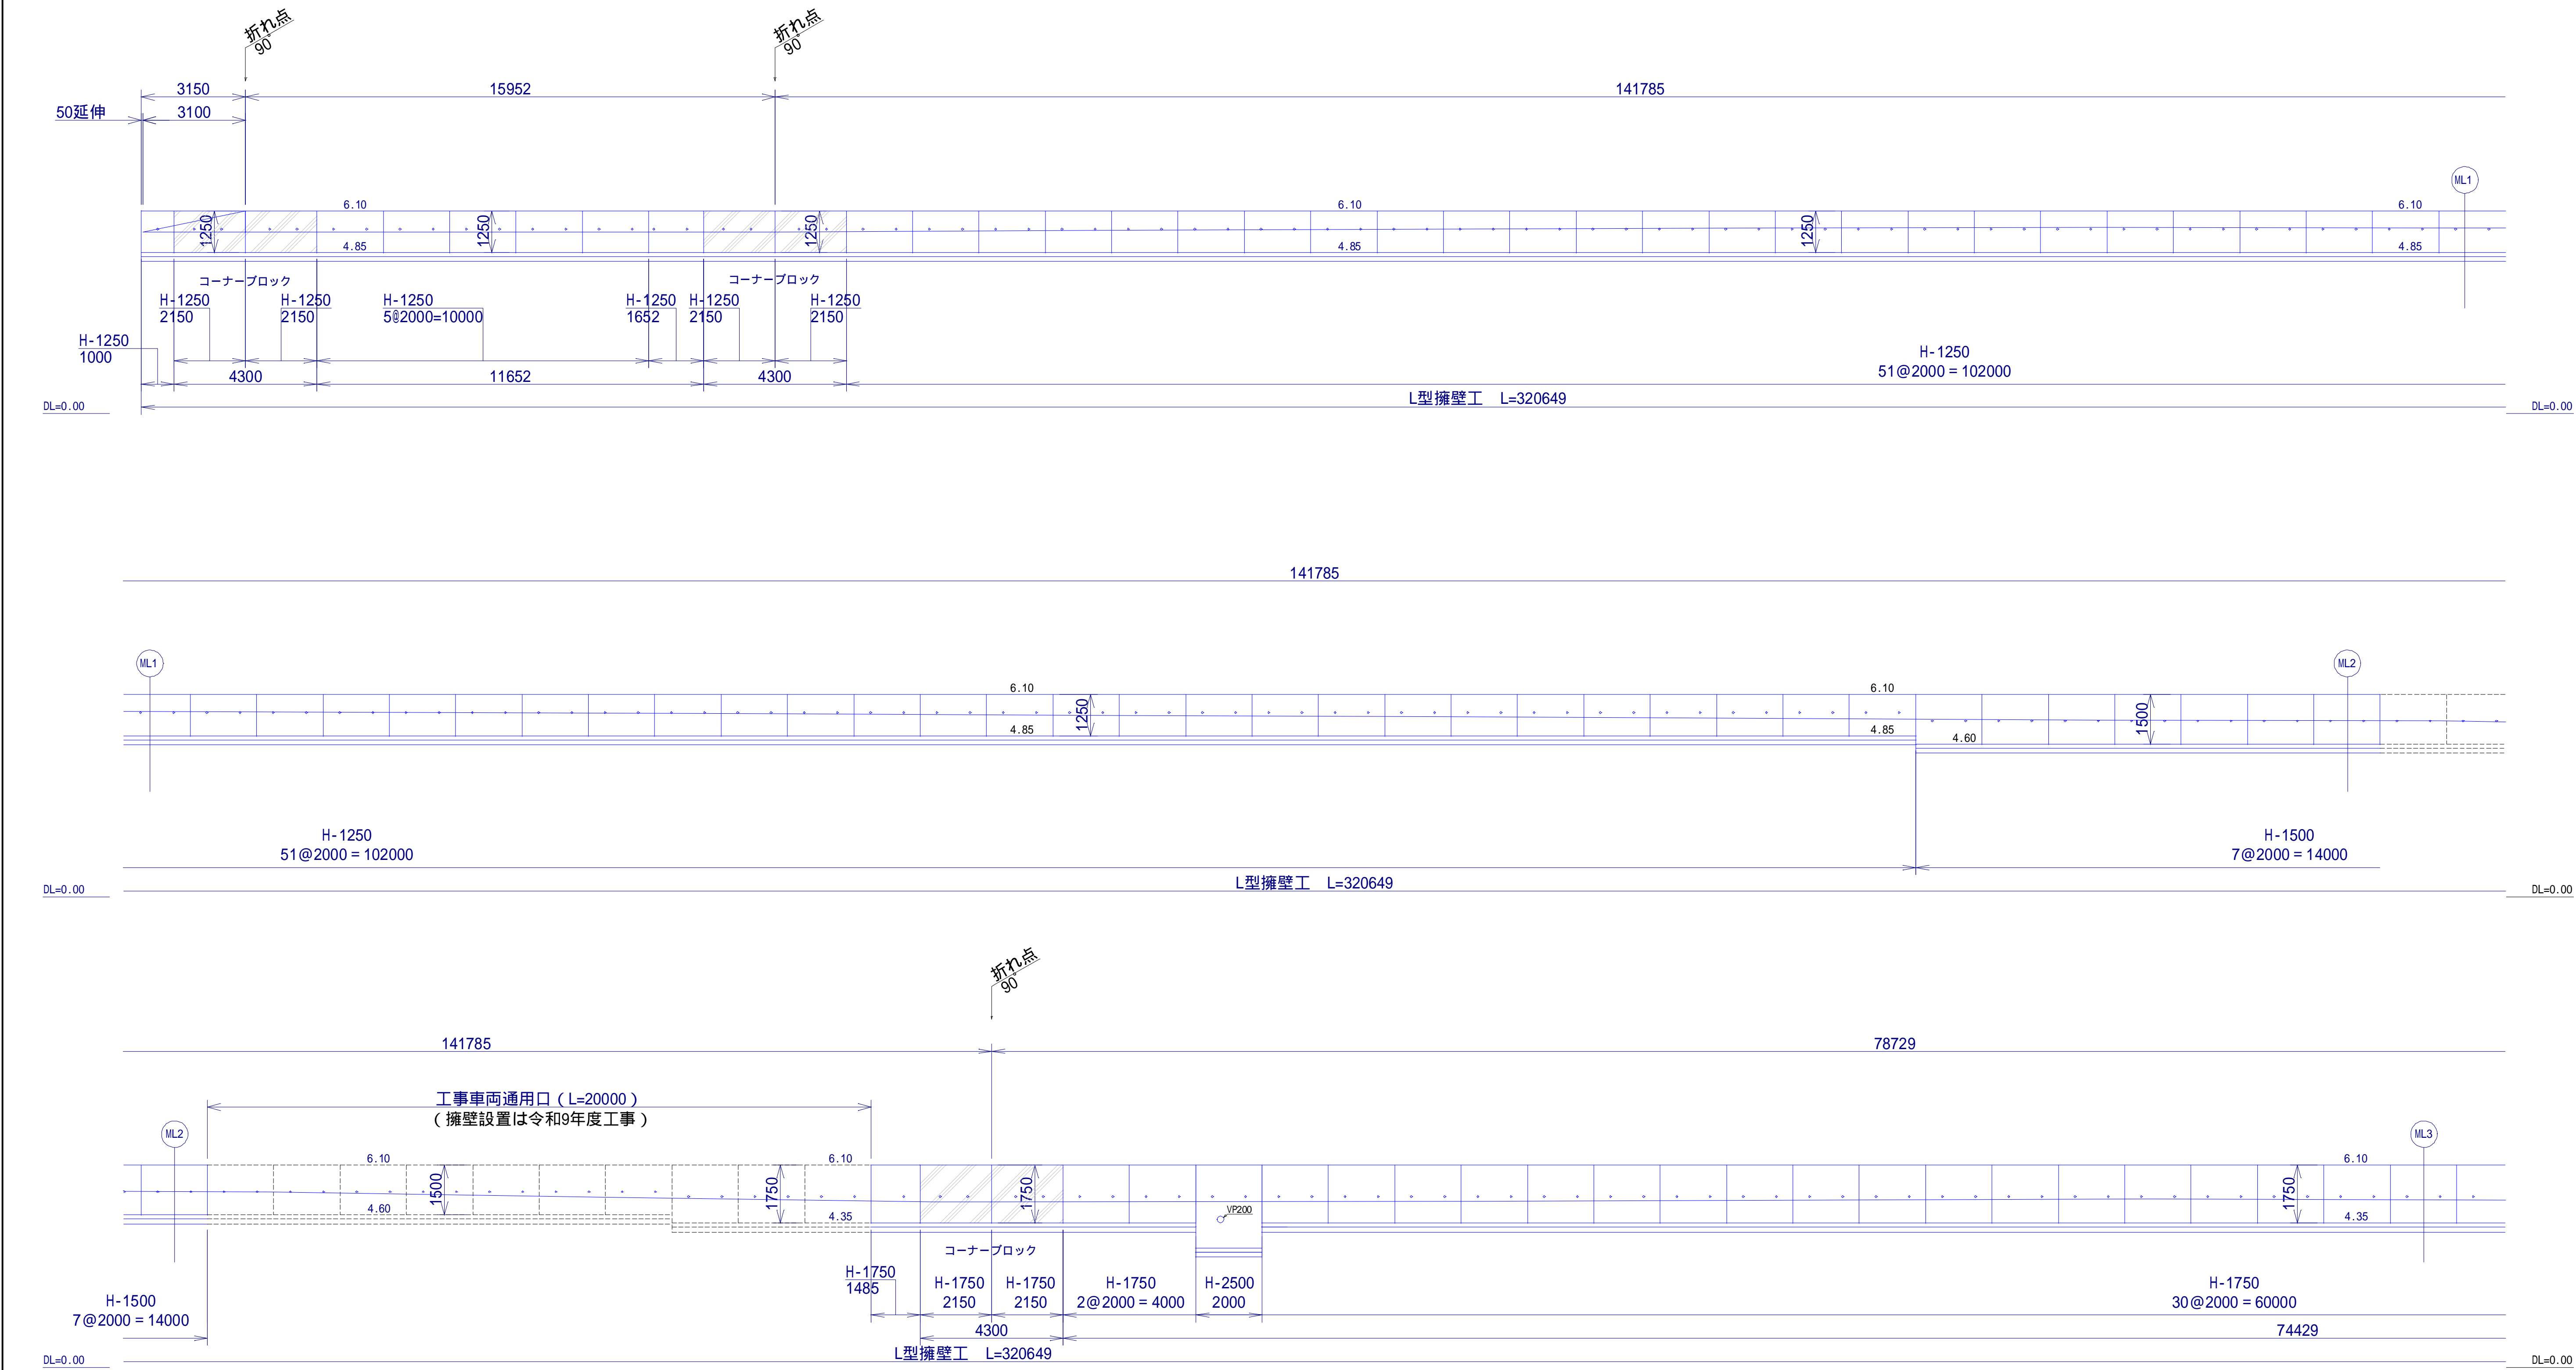 折れ点
90°
折れ点
90°
3150
15952
141785
50延伸
3100
ML1
6.10
6.10
6.10
1250
1250
1250
1250
4.85
4.85
4.85
コーナーブロック
コーナーブロック
H-1250
2150
H-1250
2150
H-1250
5@2000=10000
H-1250
1652
H-1250
2150
H-1250
2150
H-1250
1000
4300
11652
4300
H-1250
51@2000＝102000
L型擁壁工　L=320649
DL=0.00
DL=0.00
141785
ML1
ML2
6.10
6.10
1250
1500
4.85
4.85
4.60
H-1250
51@2000＝102000
H-1500
7@2000＝14000
L型擁壁工　L=320649
DL=0.00
DL=0.00
折れ点
90°
141785
78729
工事車両通用口（L=20000）
（擁壁設置は令和9年度工事）
ML2
ML3
6.10
6.10
6.10
1500
1750
1750
1750
4.60
4.35
VP200
4.35
コーナーブロック
H-1750
1485
H-1750
2150
H-1750
2150
H-1750
2@2000＝4000
H-2500
2000
H-1750
30@2000＝60000
H-1500
7@2000＝14000
4300
74429
L型擁壁工　L=320649
DL=0.00
DL=0.00